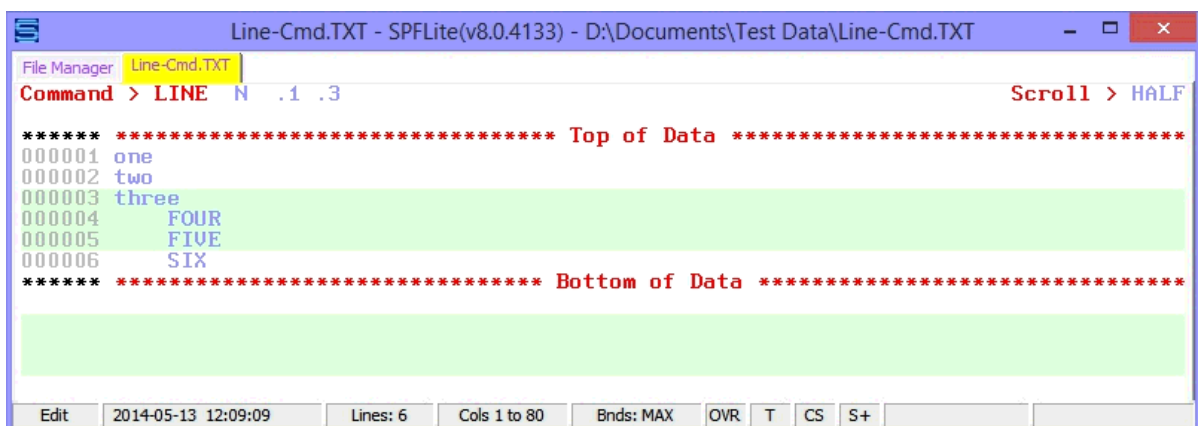 Line-Cmd.TXT - SPFLite(v8.0.4133) - D:\Documents\Test Data\Line-Cmd.TXT
File Manager Line-Cmd.TXT
Command > LINE N .1 .3 Scroll > HALF
****** ********************************* Top of Data **********************************
000001 one
000002 two
000003 three
000004 FOUR
000005 FIVE
000006 SIX
****** ******************************** Bottom of Data ********************************
Edit 2014-05-13 12:09:09 Lines: 6 Cols 1 to 80 Bnds: MAX OVR T CS S+